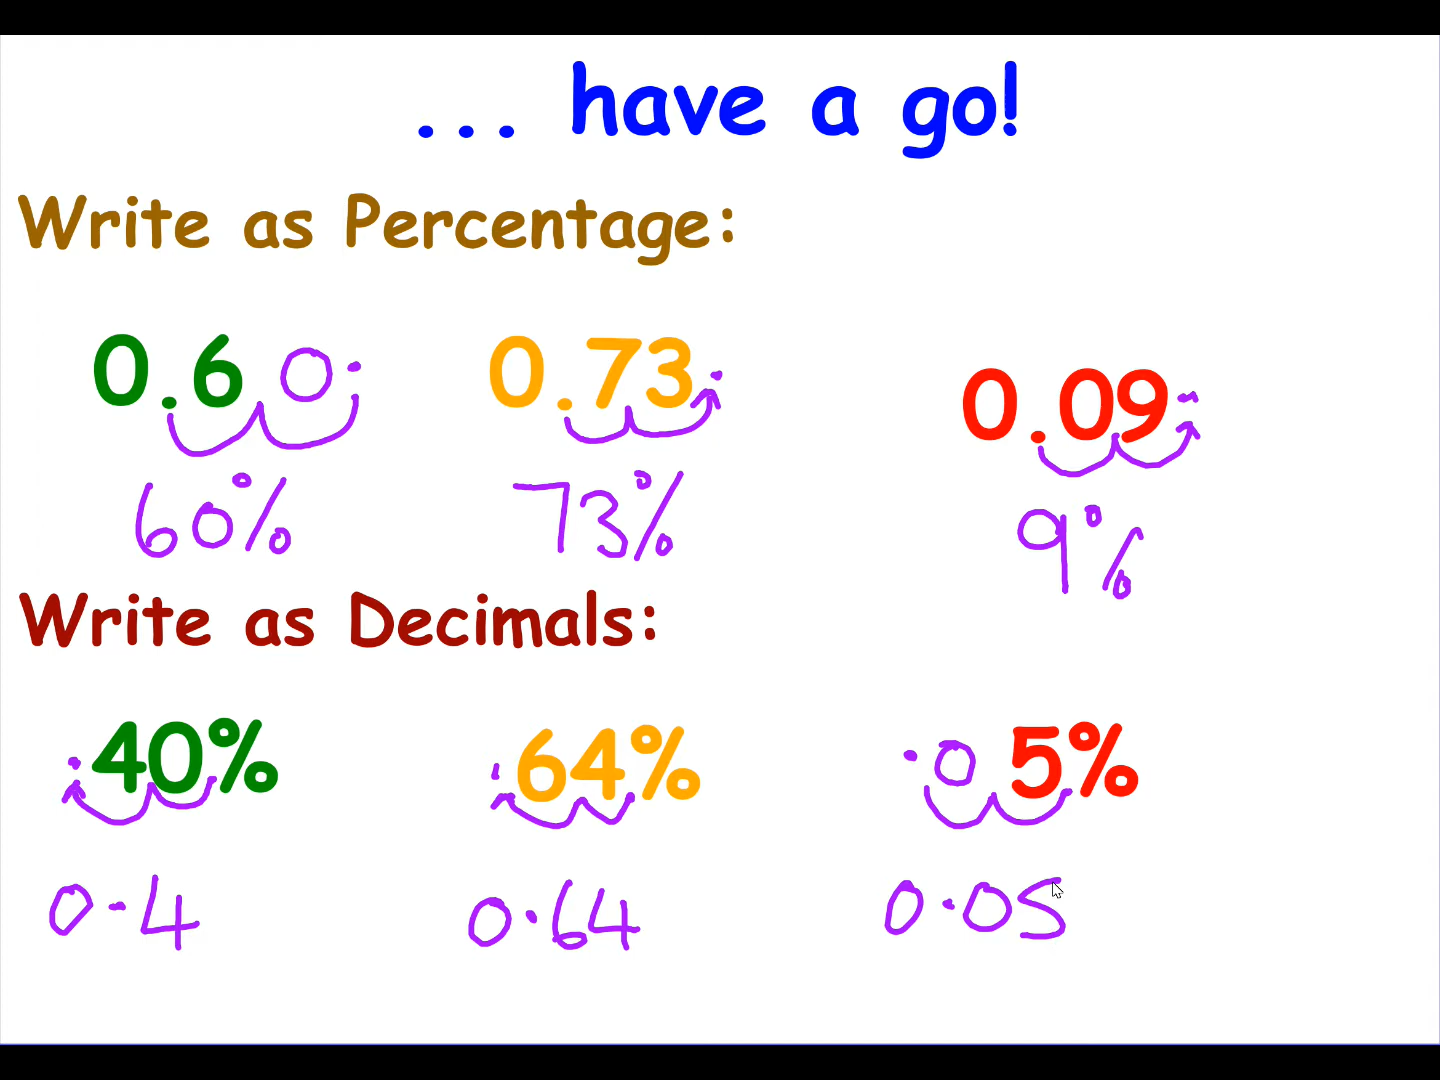 ... have a go!
Write as Percentage:
0.6 0. 0.73. 0.09.
60% 73% 9%
Write as Decimals:
.40% .64% .0 5%
0.4 0.64 0.05